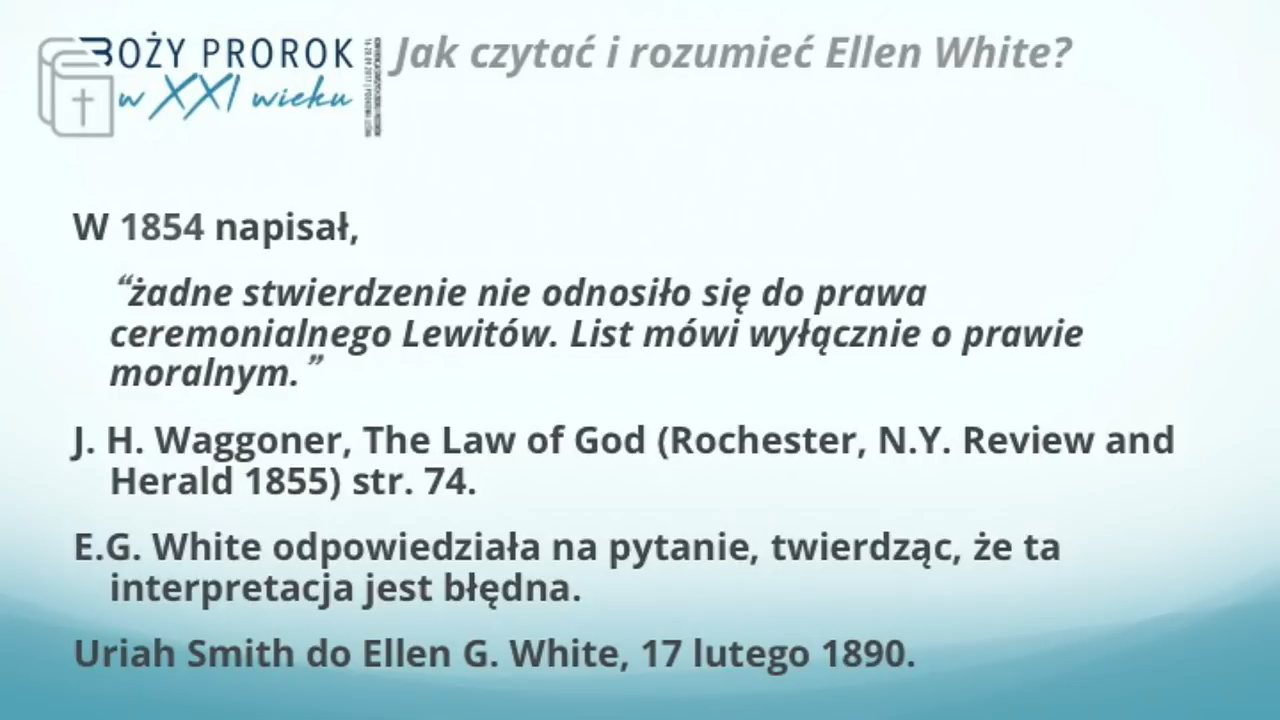 BOŻY PROROK
w XXI wieku
Jak czytać i rozumieć Ellen White?
W 1854 napisał,
“żadne stwierdzenie nie odnosiło się do prawa
ceremonialnego Lewitów. List mówi wyłącznie o prawie
moralnym.”
J. H. Waggoner, The Law of God (Rochester, N.Y. Review and
Herald 1855) str. 74.
E.G. White odpowiedziała na pytanie, twierdząc, że ta
interpretacja jest błędna.
Uriah Smith do Ellen G. White, 17 lutego 1890.